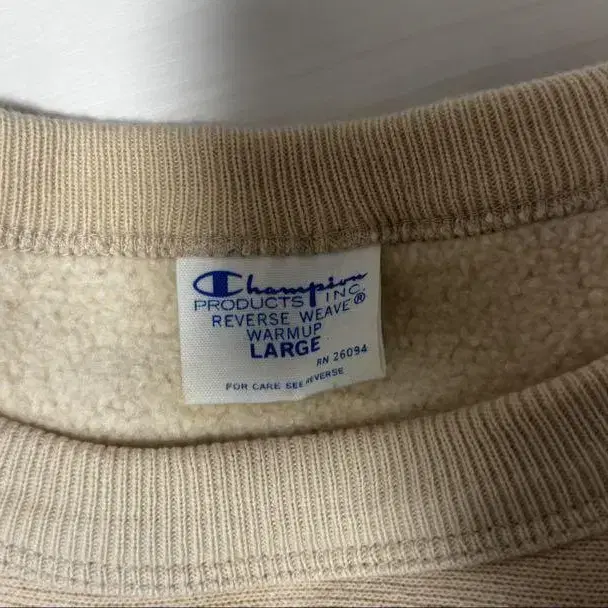 Champion
PRODUCTS INC.
REVERSE WEAVE®
WARMUP
LARGE
RN 26094
FOR CARE SEE REVERSE